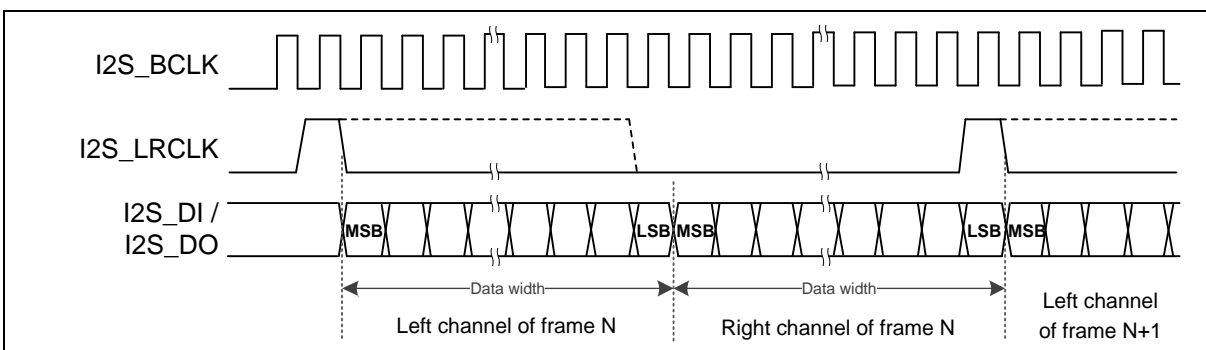 I2S_BCLK
I2S_LRCLK
I2S_DI /
I2S_DO
MSB
LSB
MSB
LSB
MSB
Data width
Data width
Left channel of frame N
Right channel of frame N
Left channel
of frame N+1